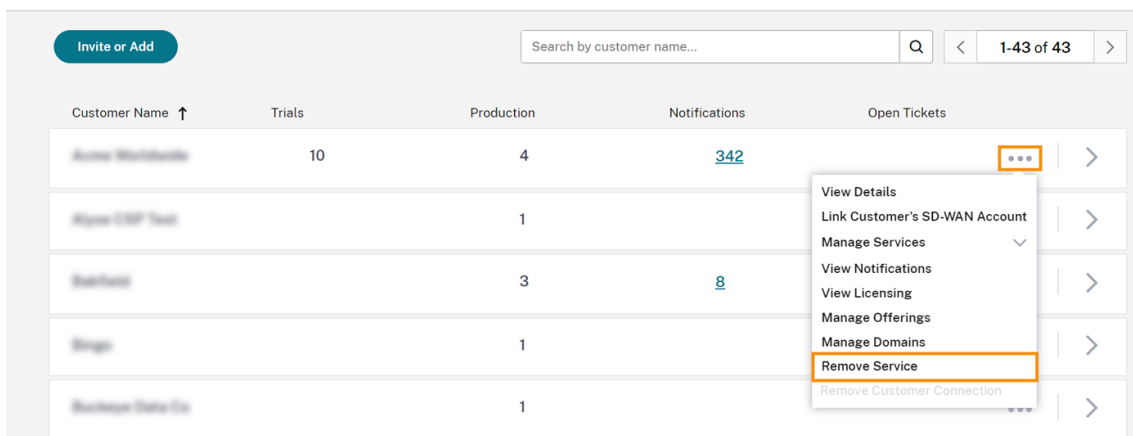 Invite or Add
Search by customer name...
1-43 of 43
Customer Name Trials Production Notifications Open Tickets
10 4 342
View Details
Link Customer's SD-WAN Account
1
Manage Services
View Notifications
3 8
View Licensing
Manage Offerings
Manage Domains
1
Remove Service
Remove Customer Connection
1